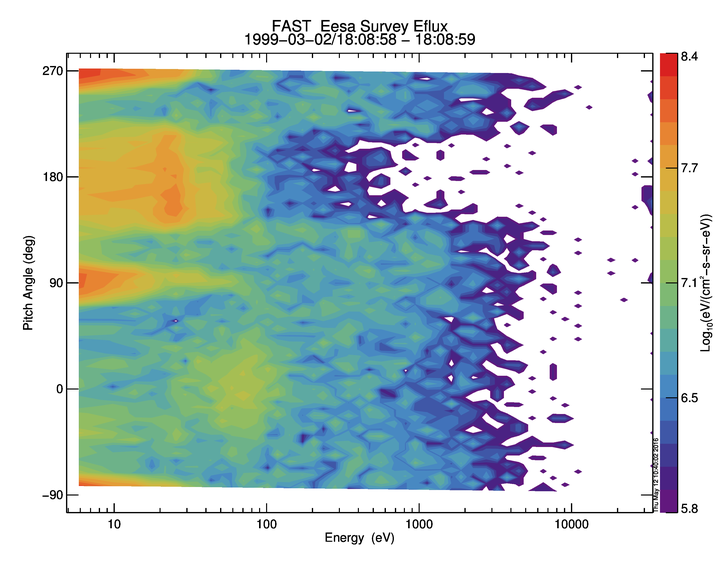 FAST Eesa Survey Eflux
1999-03-02/18:08:58 - 18:08:59
270
180
90
0
-90
Pitch Angle (deg)
10
100
1000
10000
Energy (eV)
8.4
7.7
7.1
6.5
5.8
Log10(eV/(cm²-s-sr-eV))